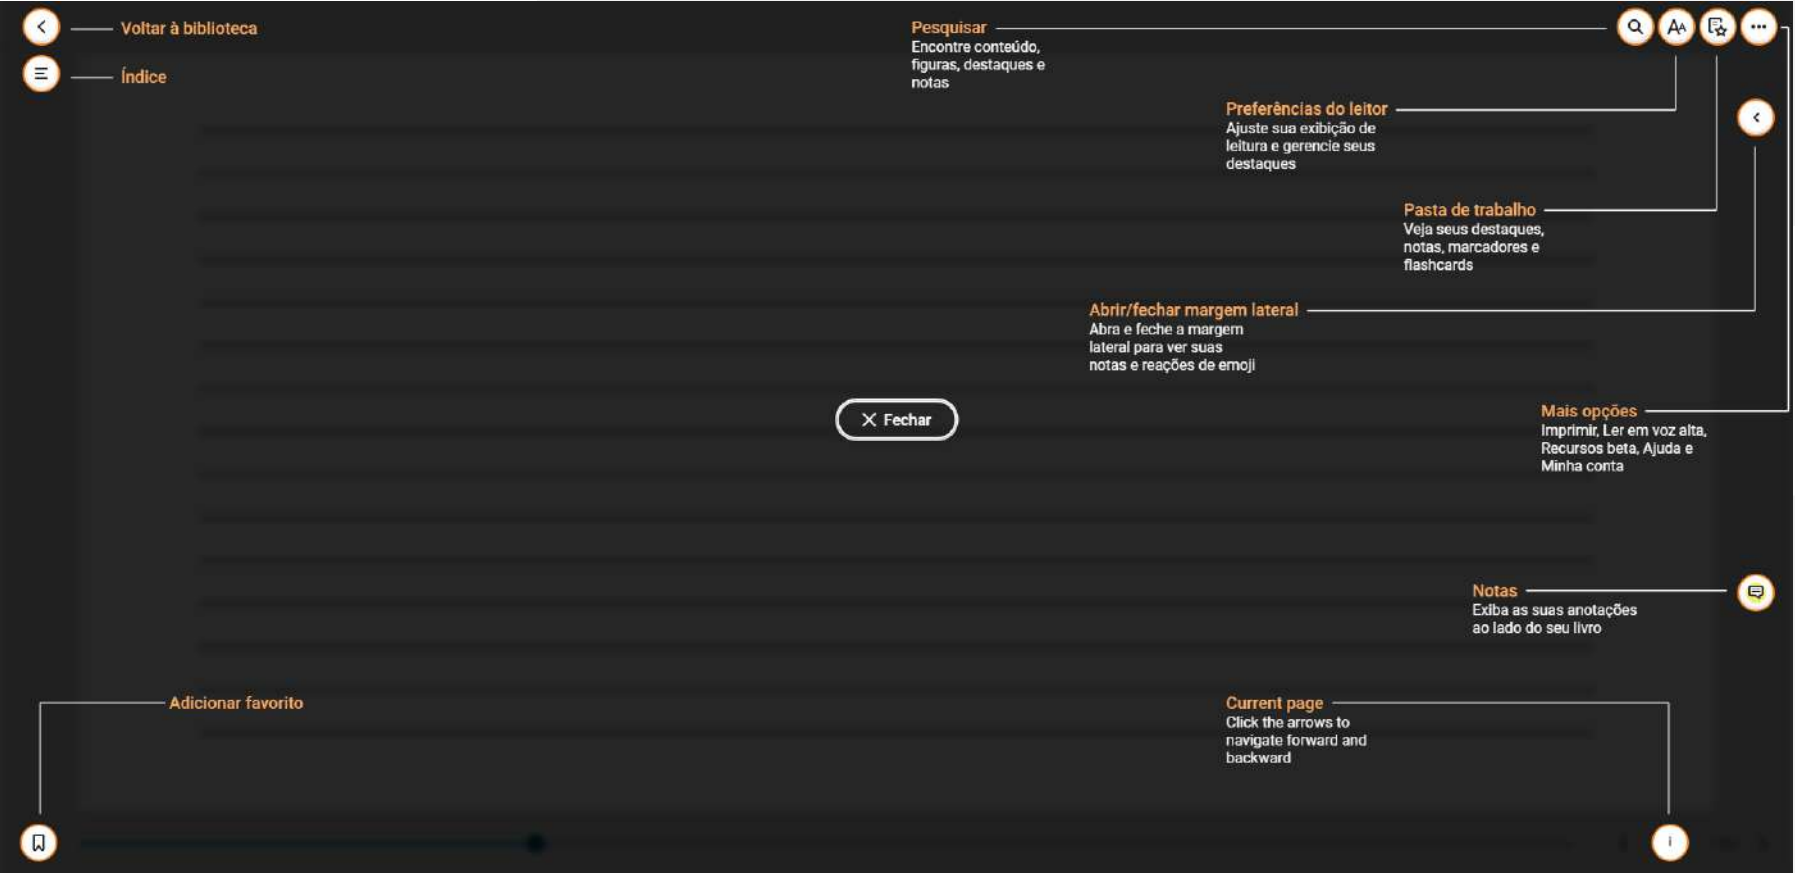 Voltar à biblioteca
Índice
Pesquisar
Encontre conteúdo,
figuras, destaques e
notas
AA
Preferências do leitor
Ajuste sua exibição de
leitura e gerencie seus
destaques
Pasta de trabalho
Veja seus destaques,
notas, marcadores e
flashcards
Abrir/fechar margem lateral
Abra e feche a margem
lateral para ver suas
notas e reações de emoji
Fechar
Mais opções
Imprimir, Ler em voz alta,
Recursos beta, Ajuda e
Minha conta
Notas
Exiba as suas anotações
ao lado do seu livro
Adicionar favorito
Current page
Click the arrows to
navigate forward and
backward
i